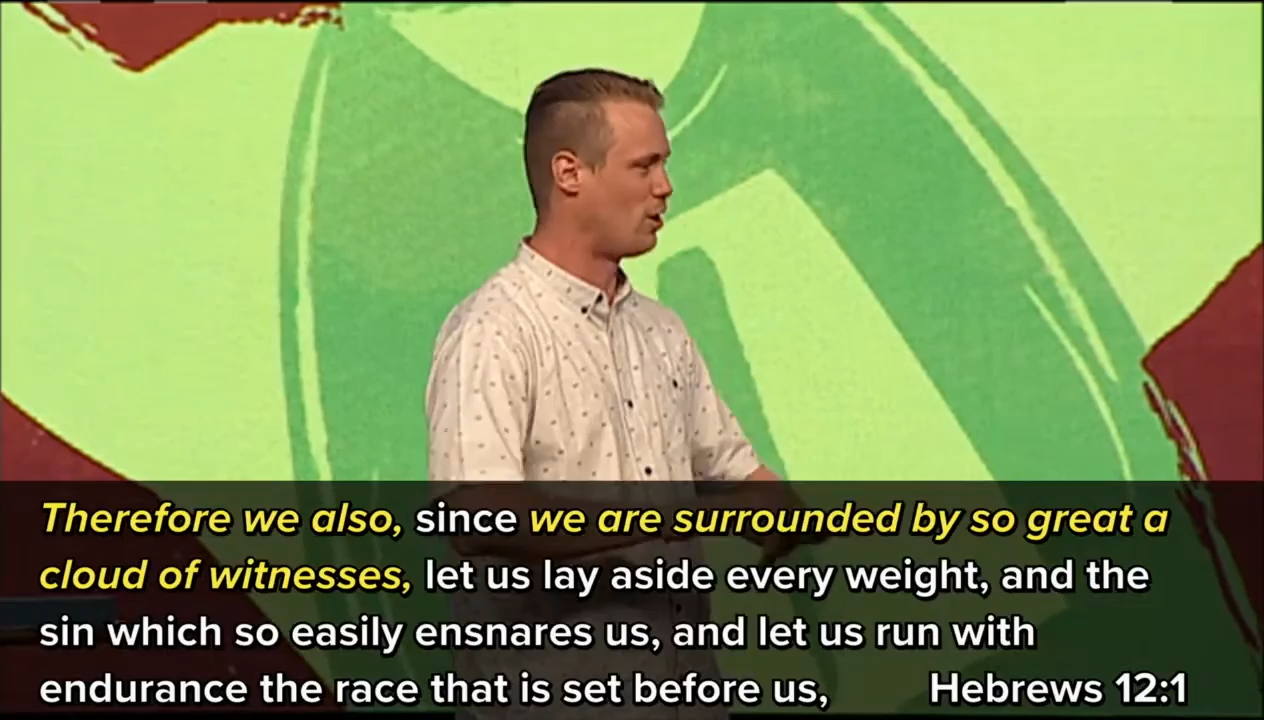 Therefore we also, since we are surrounded by so great a
cloud of witnesses, let us lay aside every weight, and the
sin which so easily ensnares us, and let us run with
endurance the race that is set before us, Hebrews 12:1